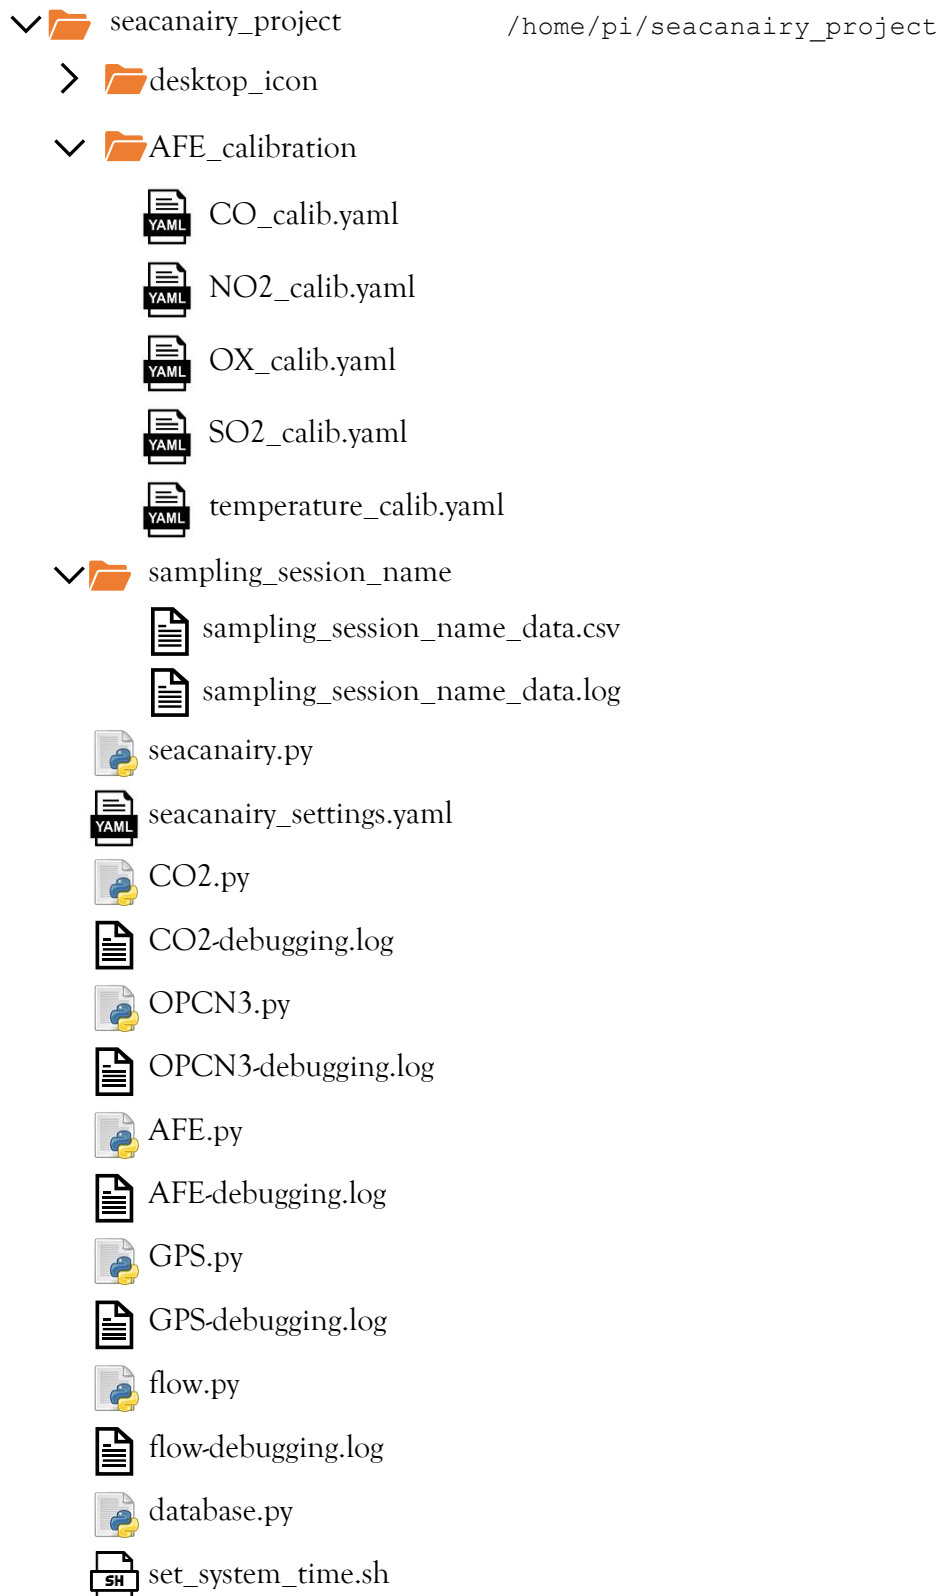 seacanairy_project /home/pi/seacanairy_project
desktop_icon
AFE_calibration
YAML CO_calib.yaml
YAML NO2_calib.yaml
YAML OX_calib.yaml
YAML SO2_calib.yaml
YAML temperature_calib.yaml
sampling_session_name
sampling_session_name_data.csv
sampling_session_name_data.log
seacanairy.py
YAML seacanairy_settings.yaml
CO2.py
CO2-debugging.log
OPCN3.py
OPCN3-debugging.log
AFE.py
AFE-debugging.log
GPS.py
GPS-debugging.log
flow.py
flow-debugging.log
database.py
SH set_system_time.sh